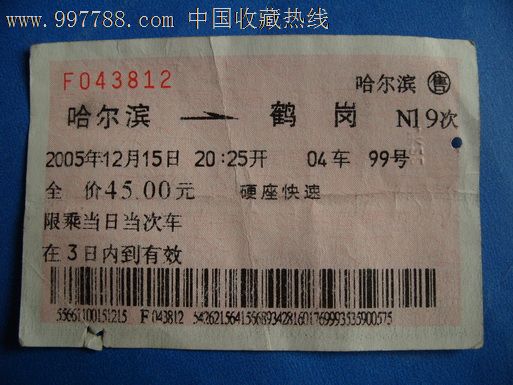 www.997788.com 中国收藏热线
F043812 哈尔滨 售
哈尔滨 → 鹤岗 N19次
2005年12月15日 20:25开 04车 99号
全 价45.00元 硬座快速
限乘当日当次车
在3日内到有效
55661100151215 F 043812 54262156415568934281601769993535900575